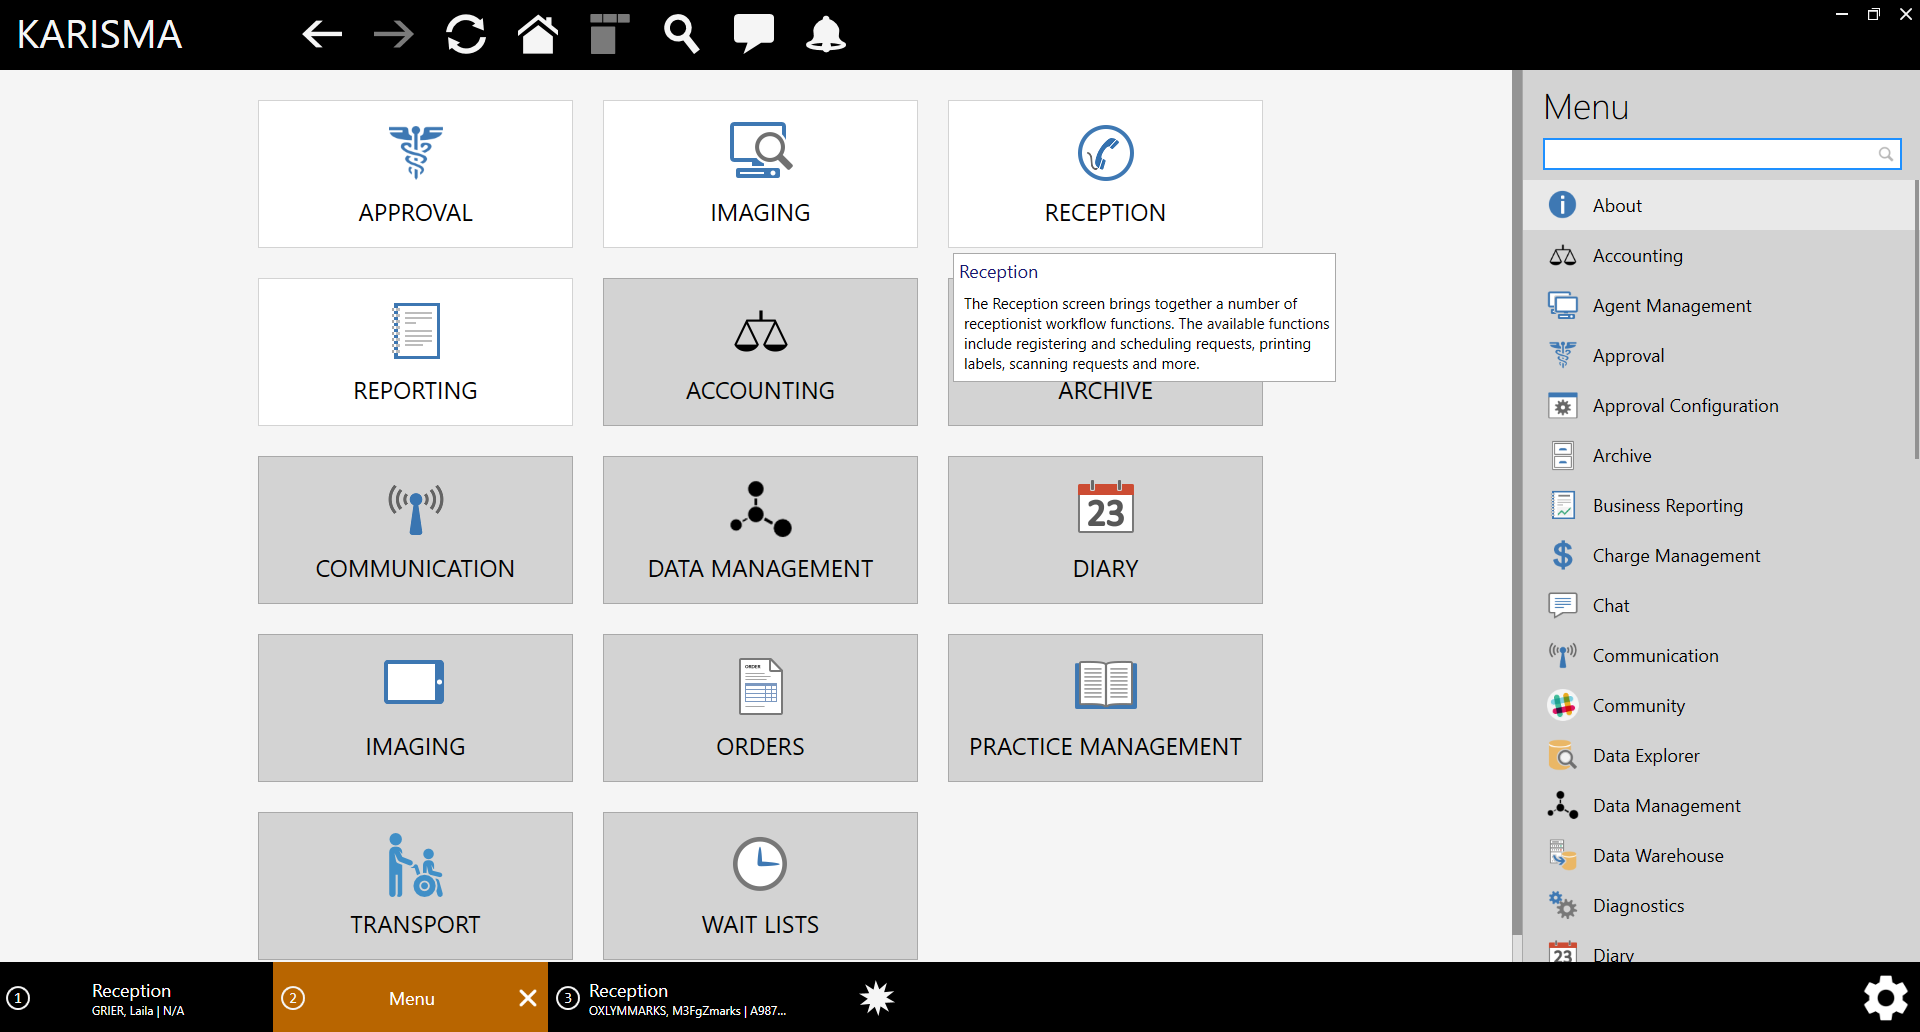 KARISMA
APPROVAL
IMAGING
RECEPTION
Reception
The Reception screen brings together a number of
receptionist workflow functions. The available functions
include registering and scheduling requests, printing
labels, scanning requests and more.
REPORTING
ACCOUNTING
ARCHIVE
COMMUNICATION
DATA MANAGEMENT
23
DIARY
IMAGING
ORDER
ORDERS
PRACTICE MANAGEMENT
TRANSPORT
WAIT LISTS
Menu
About
Accounting
Agent Management
Approval
Approval Configuration
Archive
Business Reporting
Charge Management
Chat
Communication
Community
Data Explorer
Data Management
Data Warehouse
Diagnostics
23
Diary
1
Reception
GRIER, Laila | N/A
2
Menu
3
Reception
OXLYMMARKS, M3FgZmarks | A987...